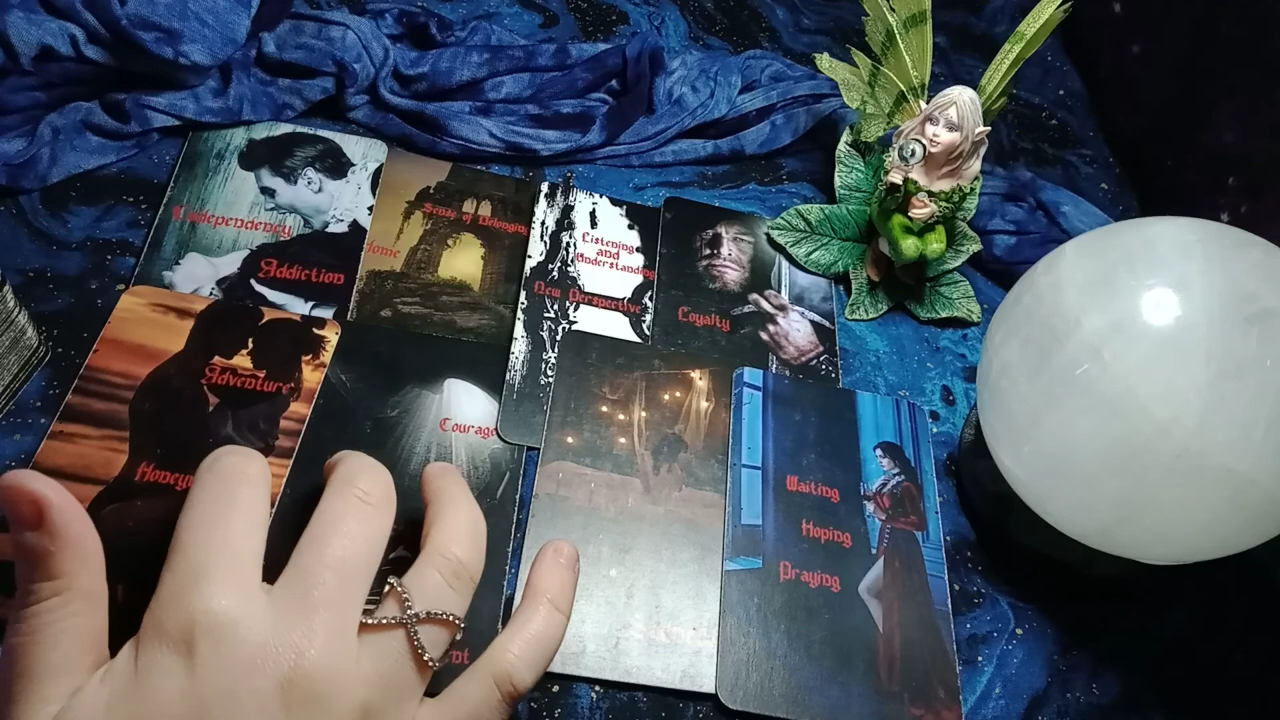 Codependency
Addiction
Sense of Belonging
Home
Listening
and
Understanding
New Perspective
Loyalty
Adventure
Courage
Waiting
Hoping
Praying